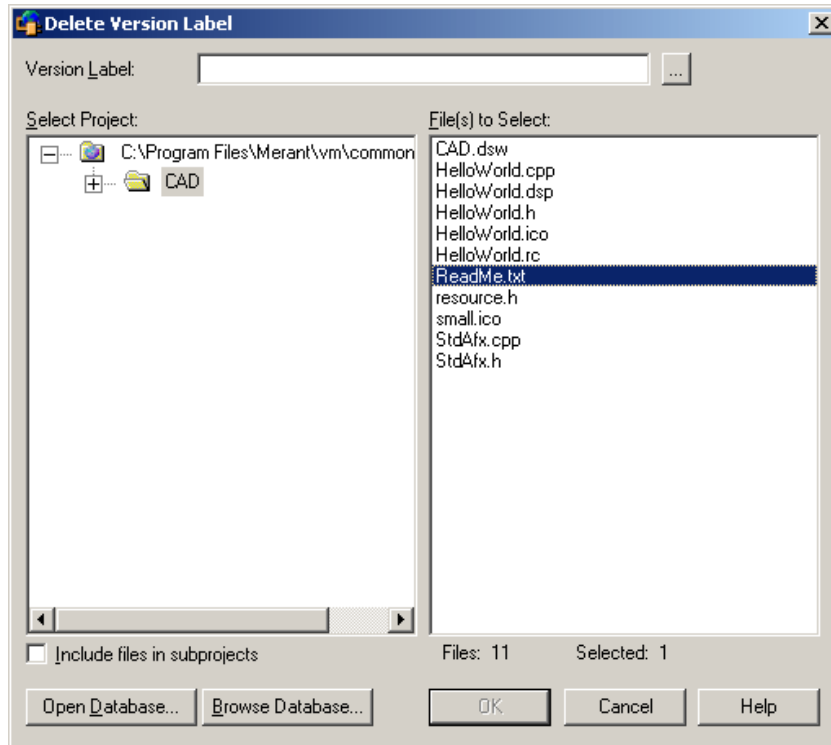 Delete Version Label
Version Label:
...
Select Project:
C:\Program Files\Merant\vm\common
CAD
File(s) to Select:
CAD.dsw
HelloWorld.cpp
HelloWorld.dsp
HelloWorld.h
HelloWorld.ico
HelloWorld.rc
ReadMe.txt
resource.h
small.ico
StdAfx.cpp
StdAfx.h
Include files in subprojects
Files: 11 Selected: 1
Open Database... Browse Database... OK Cancel Help